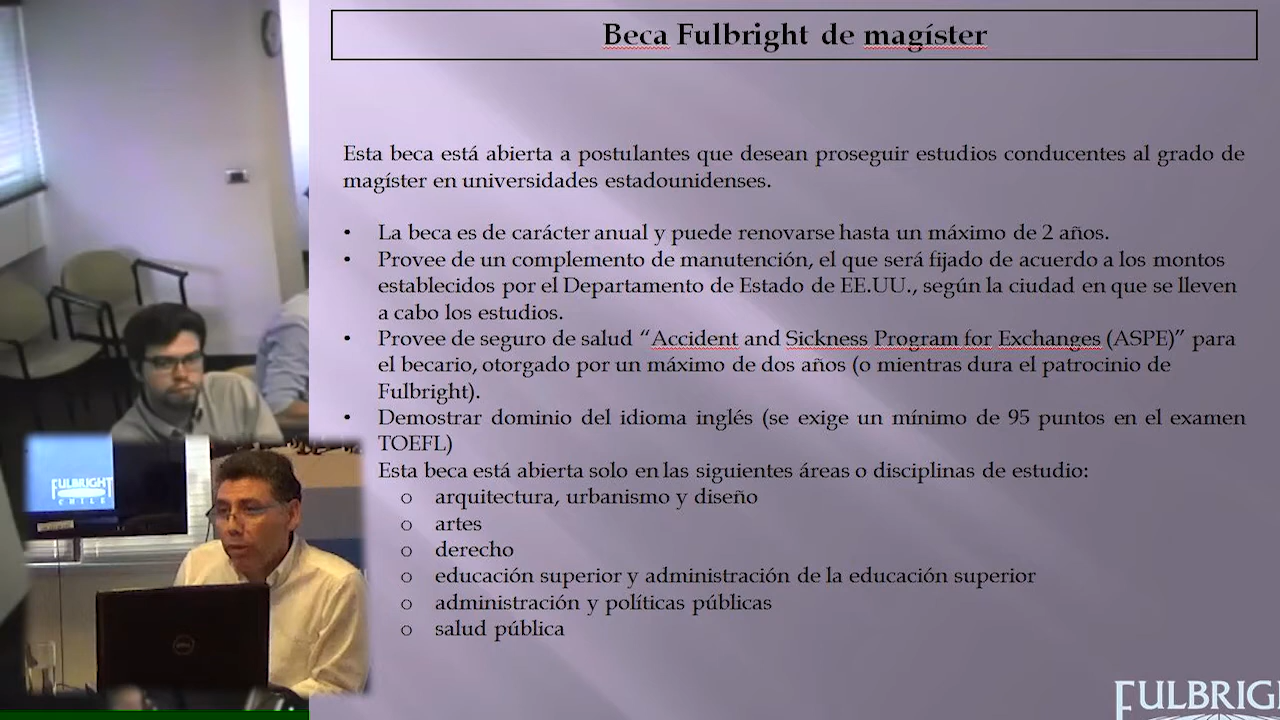 Beca Fulbright de magíster
Esta beca está abierta a postulantes que desean proseguir estudios conducentes al grado de
magíster en universidades estadounidenses.
• La beca es de carácter anual y puede renovarse hasta un máximo de 2 años.
• Provee de un complemento de manutención, el que será fijado de acuerdo a los montos
establecidos por el Departamento de Estado de EE.UU., según la ciudad en que se lleven
a cabo los estudios.
• Provee de seguro de salud “Accident and Sickness Program for Exchanges (ASPE)” para
el becario, otorgado por un máximo de dos años (o mientras dura el patrocinio de
Fulbright).
• Demostrar dominio del idioma inglés (se exige un mínimo de 95 puntos en el examen
TOEFL)
Esta beca está abierta solo en las siguientes áreas o disciplinas de estudio:
o arquitectura, urbanismo y diseño
o artes
o derecho
o educación superior y administración de la educación superior
o administración y políticas públicas
o salud pública
FULBRIGHT
CHILE
DELL
FULBRIG